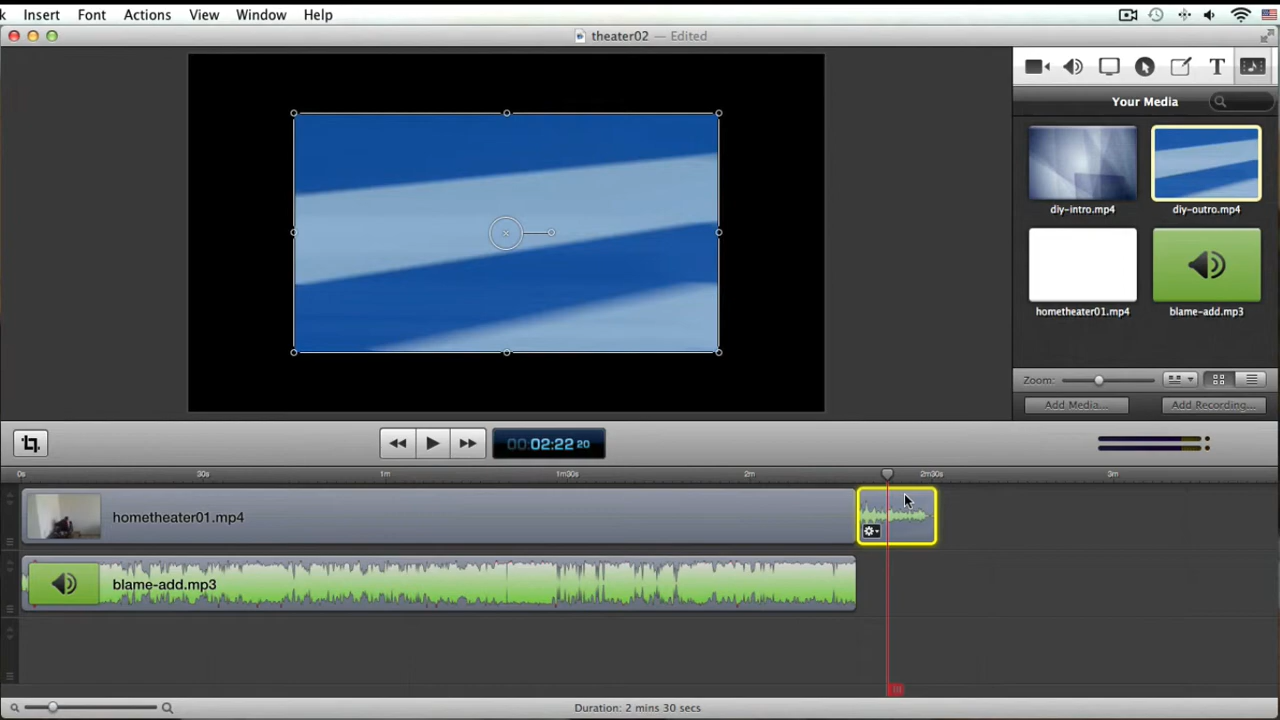 Insert Font Actions View Window Help
theater02 — Edited
Your Media
diy-intro.mp4 diy-outro.mp4
hometheater01.mp4 blame-add.mp3
Zoom:
Add Media... Add Recording...
00:02:22 20
0s 30s 1m 1m30s 2m 2m30s 3m
hometheater01.mp4
blame-add.mp3
Duration: 2 mins 30 secs